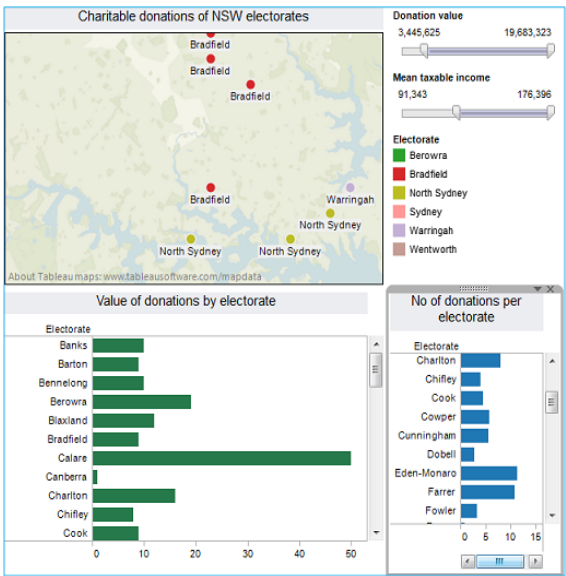 Charitable donations of NSW electorates
Bradfield
Bradfield
Bradfield
Bradfield
Warringah
North Sydney
North Sydney
North Sydney
About Tableau maps: www.tableausoftware.com/mapdata
Donation value
3,445,625 19,683,323
Mean taxable income
91,343 176,396
Electorate
Berowra
Bradfield
North Sydney
Sydney
Warringah
Wentworth
Value of donations by electorate
Electorate
Banks
Barton
Bennelong
Berowra
Blaxland
Bradfield
Calare
Canberra
Charlton
Chifley
Cook
0 10 20 30 40 50
No of donations per
electorate
Electorate
Charlton
Chifley
Cook
Cowper
Cunningham
Dobell
Eden-Monaro
Farrer
Fowler
0 5 10 15